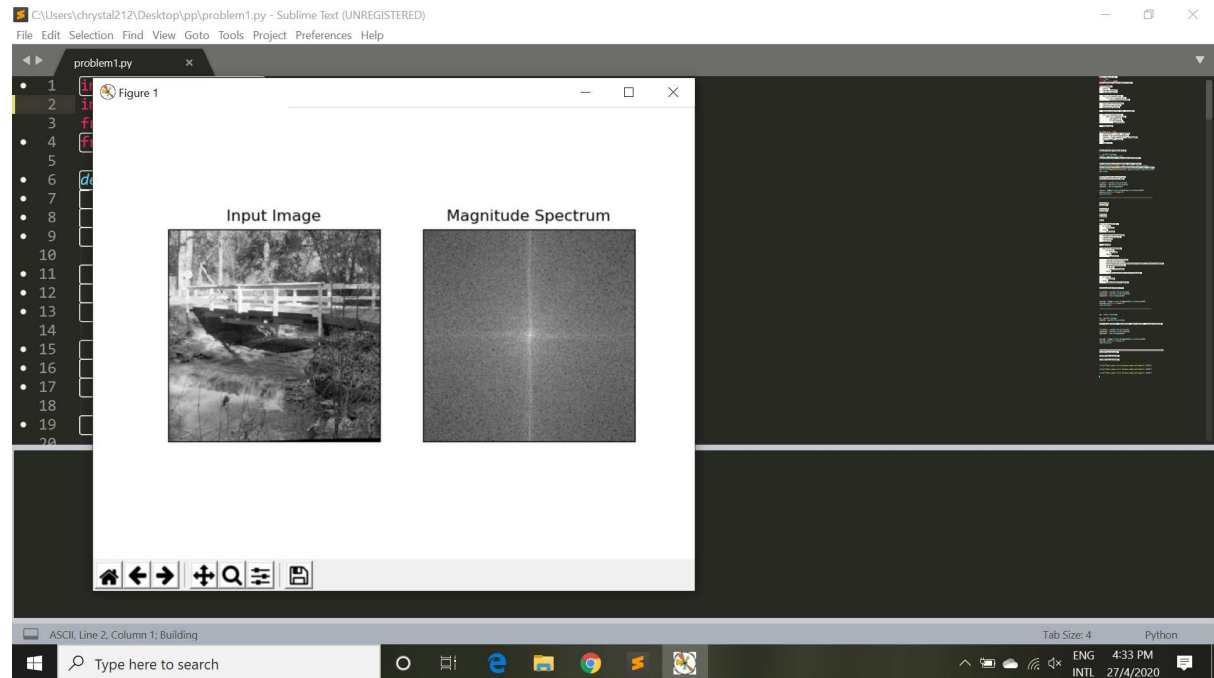 C:\Users\chrystal212\Desktop\pp\problem1.py - Sublime Text (UNREGISTERED)
File Edit Selection Find View Goto Tools Project Preferences Help
problem1.py ×
1
2
3
4
5
6
7
8
9
10
11
12
13
14
15
16
17
18
19
20
Figure 1
Input Image
Magnitude Spectrum
ASCII, Line 2, Column 1; Building
Tab Size: 4
Python
Type here to search
ENG
INTL
4:33 PM
27/4/2020